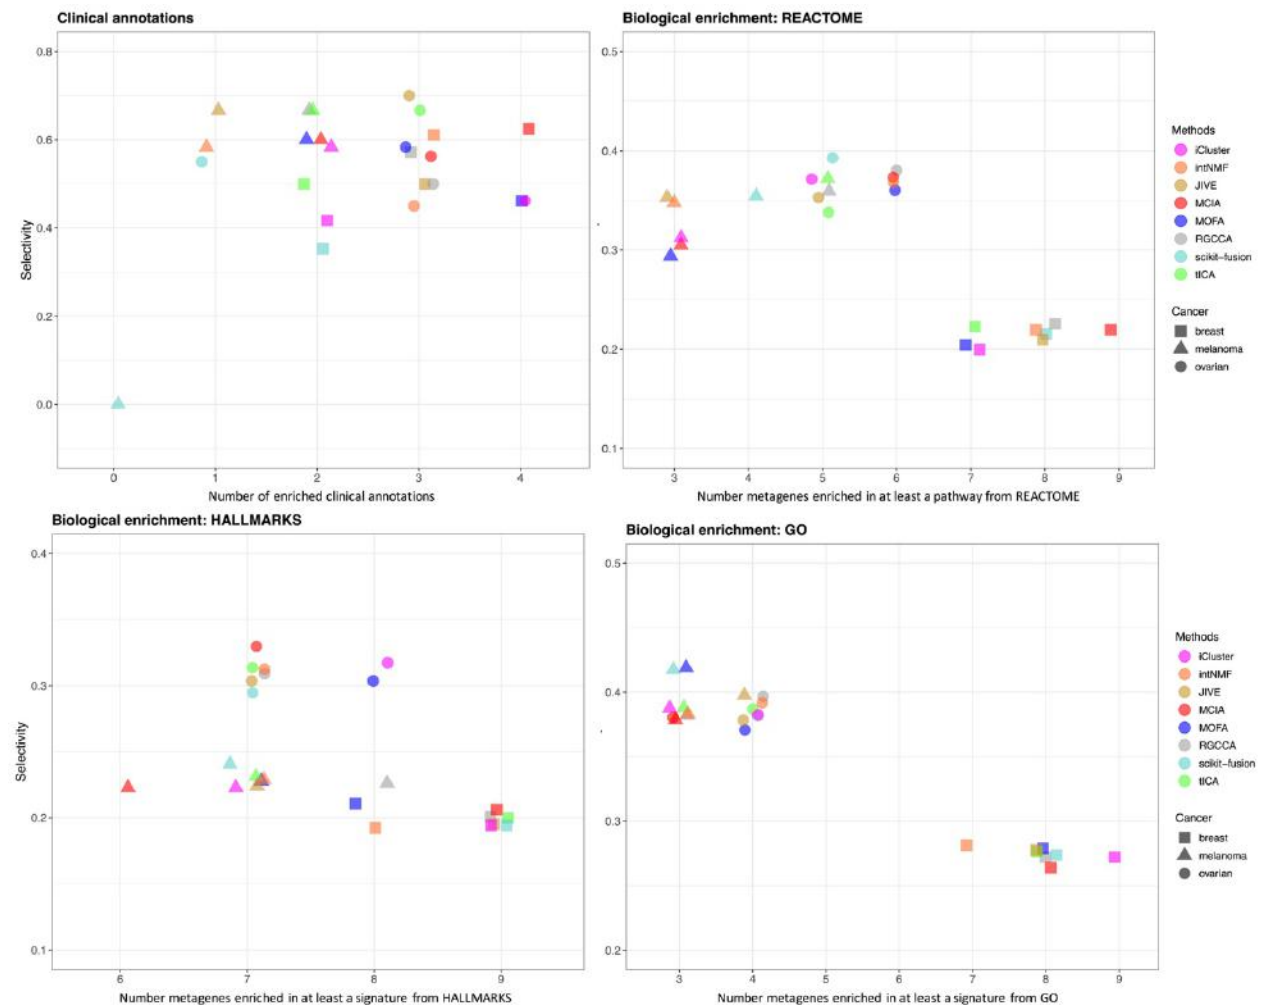 Clinical annotations
0.8
0.6
0.4
0.2
0.0
Selectivity
0 1 2 3 4
Number of enriched clinical annotations
Biological enrichment: REACTOME
0.5
0.4
0.3
0.2
0.1
3 4 5 6 7 8 9
Number metagenes enriched in at least a pathway from REACTOME
Methods
iCluster
intNMF
JIVE
MCIA
MOFA
RGCCA
scikit-fusion
tICA
Cancer
breast
melanoma
ovarian
Biological enrichment: HALLMARKS
0.4
0.3
0.2
0.1
Selectivity
6 7 8 9
Number metagenes enriched in at least a signature from HALLMARKS
Biological enrichment: GO
0.5
0.4
0.3
0.2
3 4 5 6 7 8 9
Number metagenes enriched in at least a signature from GO
Methods
iCluster
intNMF
JIVE
MCIA
MOFA
RGCCA
scikit-fusion
tICA
Cancer
breast
melanoma
ovarian